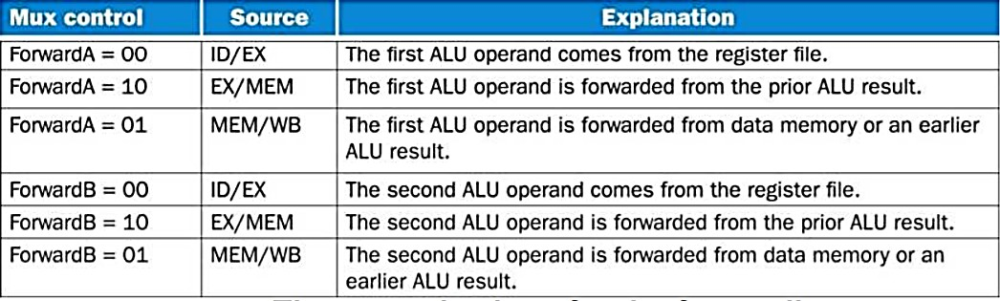 Mux control Source Explanation
ForwardA = 00 ID/EX The first ALU operand comes from the register file.
ForwardA = 10 EX/MEM The first ALU operand is forwarded from the prior ALU result.
ForwardA = 01 MEM/WB The first ALU operand is forwarded from data memory or an earlier
ALU result.
ForwardB = 00 ID/EX The second ALU operand comes from the register file.
ForwardB = 10 EX/MEM The second ALU operand is forwarded from the prior ALU result.
ForwardB = 01 MEM/WB The second ALU operand is forwarded from data memory or an
earlier ALU result.